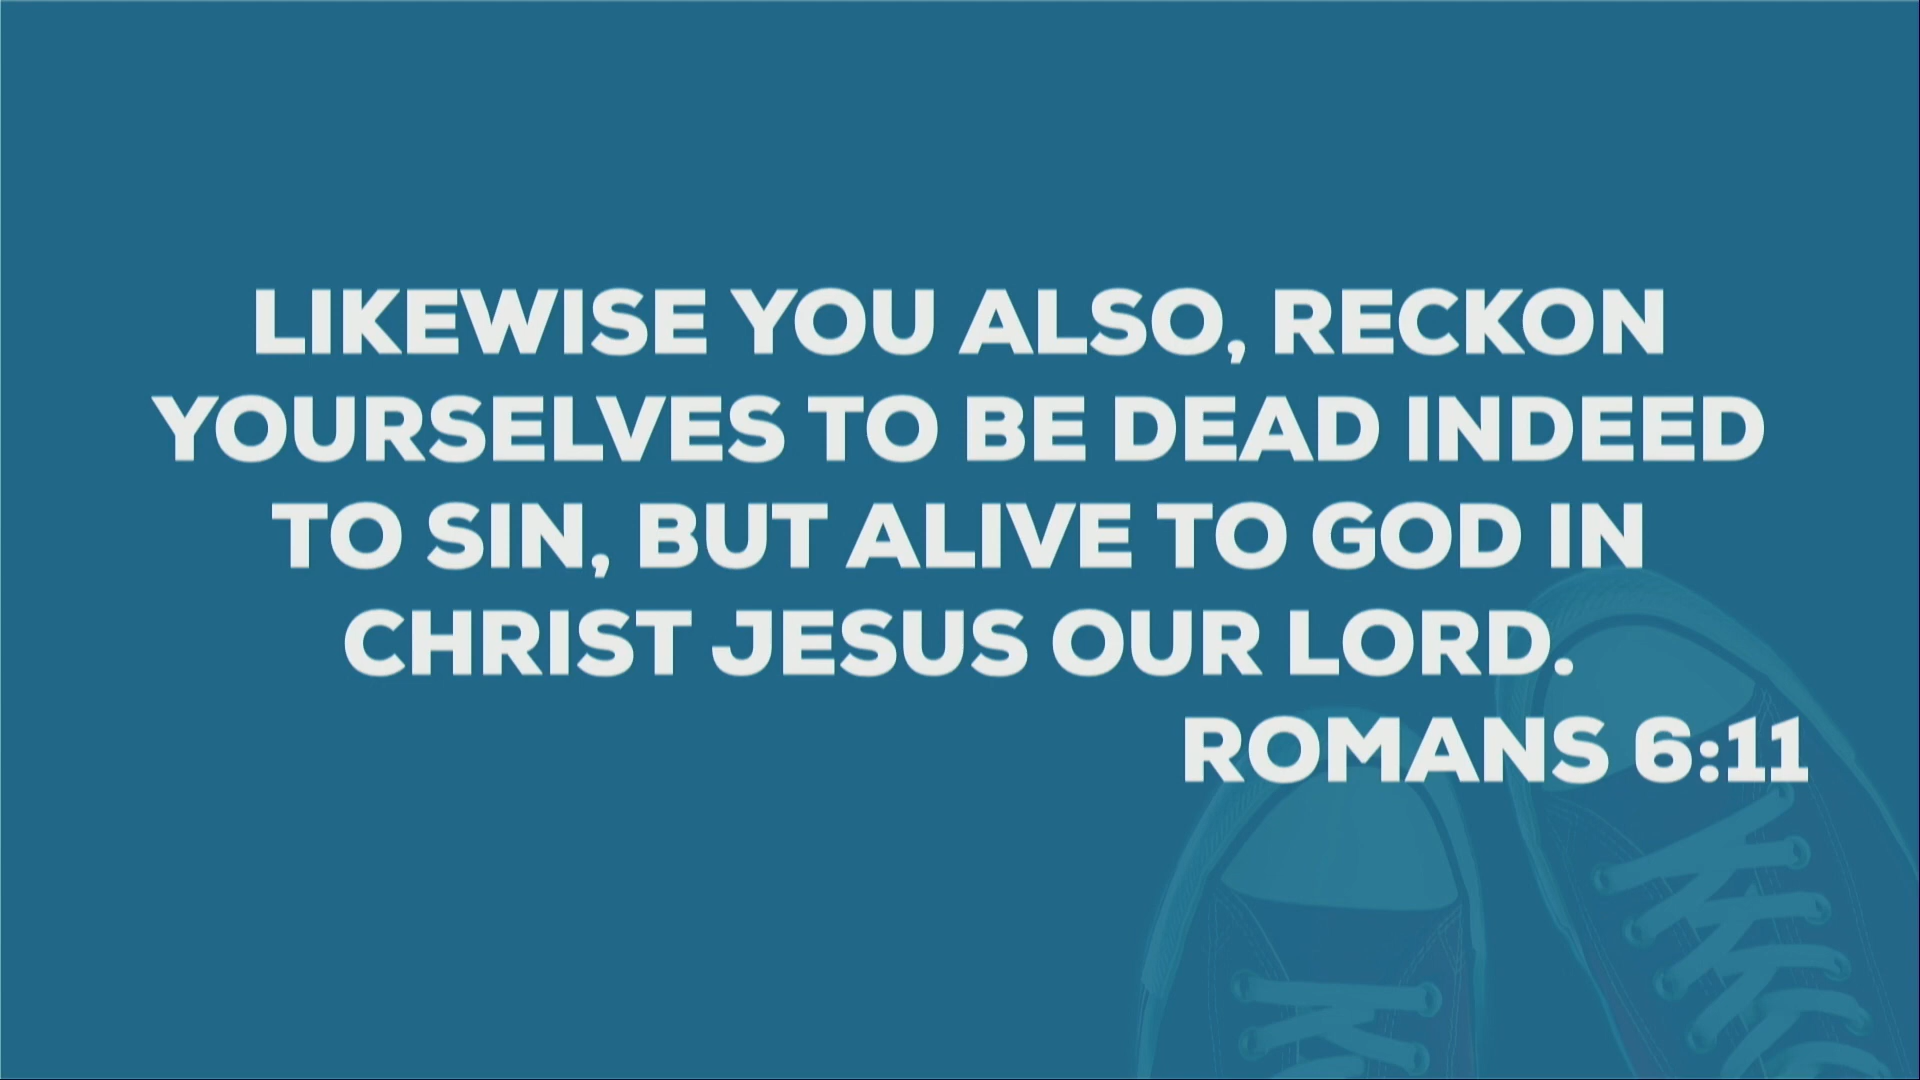 LIKEWISE YOU ALSO, RECKON
YOURSELVES TO BE DEAD INDEED
TO SIN, BUT ALIVE TO GOD IN
CHRIST JESUS OUR LORD.
ROMANS 6:11